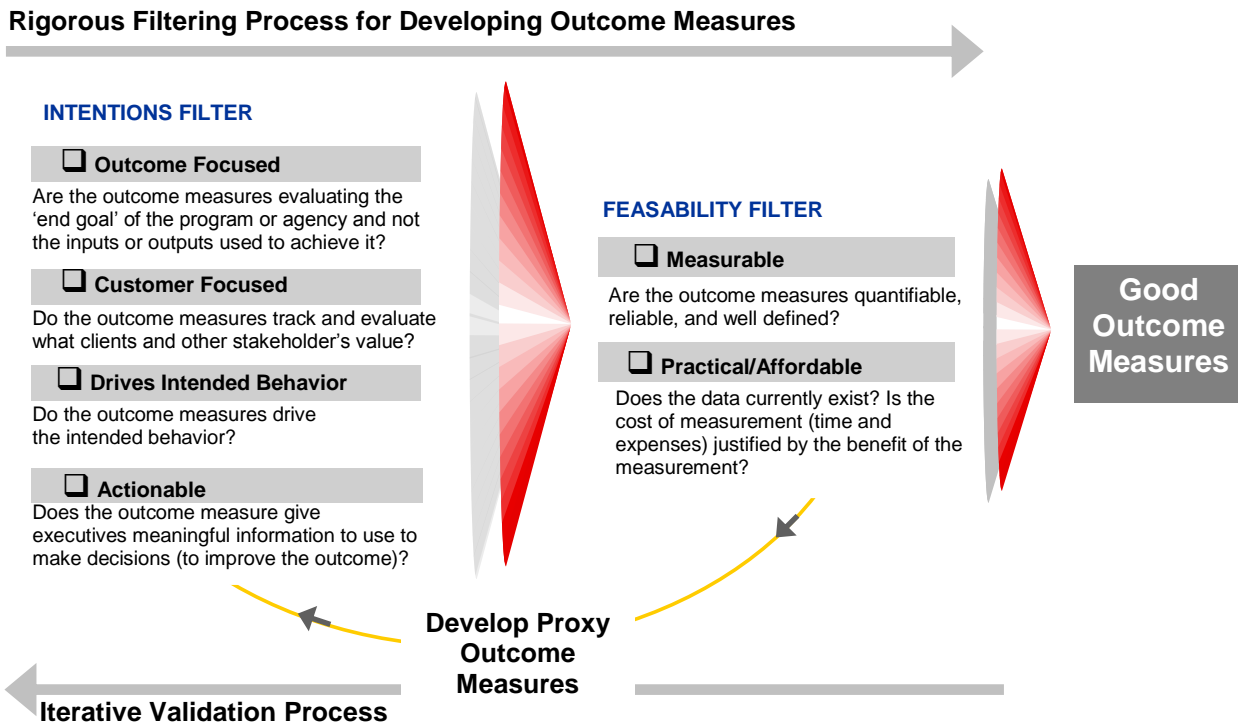 Rigorous Filtering Process for Developing Outcome Measures
INTENTIONS FILTER
❑ Outcome Focused
Are the outcome measures evaluating the
‘end goal’ of the program or agency and not
the inputs or outputs used to achieve it?
❑ Customer Focused
Do the outcome measures track and evaluate
what clients and other stakeholder’s value?
❑ Drives Intended Behavior
Do the outcome measures drive
the intended behavior?
❑ Actionable
Does the outcome measure give
executives meaningful information to use to
make decisions (to improve the outcome)?
FEASABILITY FILTER
❑ Measurable
Are the outcome measures quantifiable,
reliable, and well defined?
❑ Practical/Affordable
Does the data currently exist? Is the
cost of measurement (time and
expenses) justified by the benefit of the
measurement?
Good
Outcome
Measures
Develop Proxy
Outcome
Measures
Iterative Validation Process